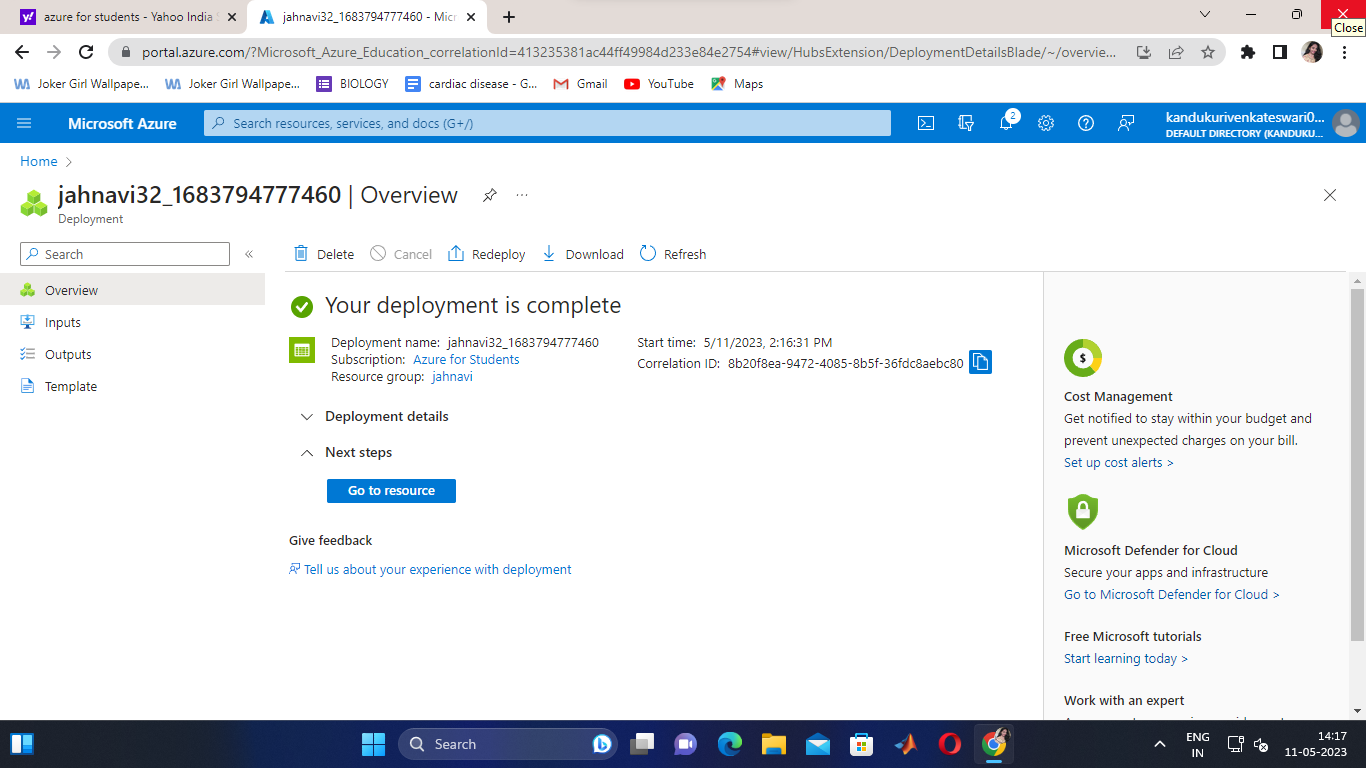 azure for students - Yahoo India
jahnavi32_1683794777460 - Micr
Close
portal.azure.com/?Microsoft_Azure_Education_correlationId=413235381ac44ff49984d233e84e2754#view/HubsExtension/DeploymentDetailsBlade/~/overvie...
Joker Girl Wallpape...
Joker Girl Wallpape...
BIOLOGY
cardiac disease - G...
Gmail
YouTube
Maps
Microsoft Azure
Search resources, services, and docs (G+/)
2
kandukurivenkateswari0...
DEFAULT DIRECTORY (KANDUKU...
Home
jahnavi32_1683794777460 | Overview
Deployment
Search
Delete
Cancel
Redeploy
Download
Refresh
Overview
Inputs
Outputs
Template
Your deployment is complete
Deployment name: jahnavi32_1683794777460
Subscription: Azure for Students
Resource group: jahnavi
Start time: 5/11/2023, 2:16:31 PM
Correlation ID: 8b20f8ea-9472-4085-8b5f-36fdc8aebc80
Deployment details
Next steps
Go to resource
Give feedback
Tell us about your experience with deployment
$
Cost Management
Get notified to stay within your budget and
prevent unexpected charges on your bill.
Set up cost alerts >
Microsoft Defender for Cloud
Secure your apps and infrastructure
Go to Microsoft Defender for Cloud >
Free Microsoft tutorials
Start learning today >
Work with an expert
Search
ENG
IN
14:17
11-05-2023